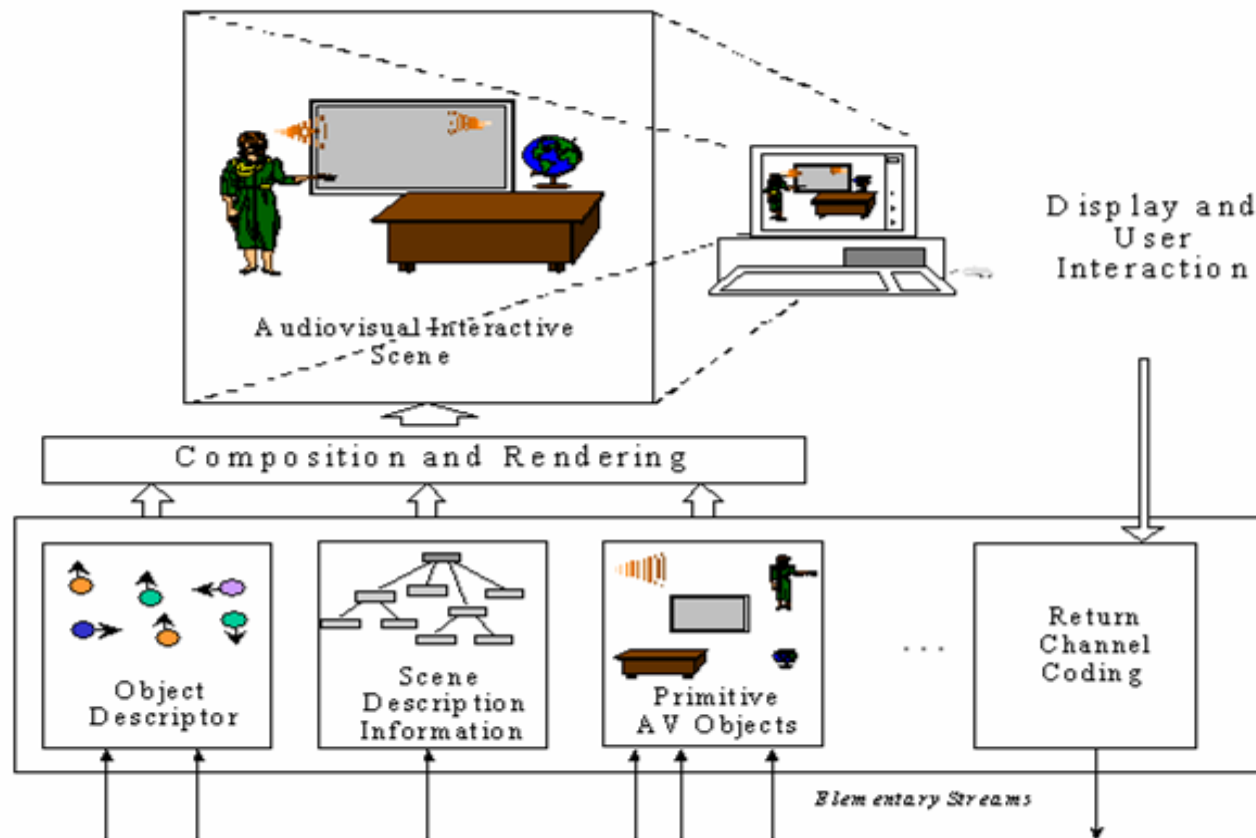 Display and
User
Interaction
Audiovisual Interactive
Scene
Composition and Rendering
Object
Descriptor
Scene
Description
Information
Primitive
AV Objects
...
Return
Channel
Coding
Elementary Streams